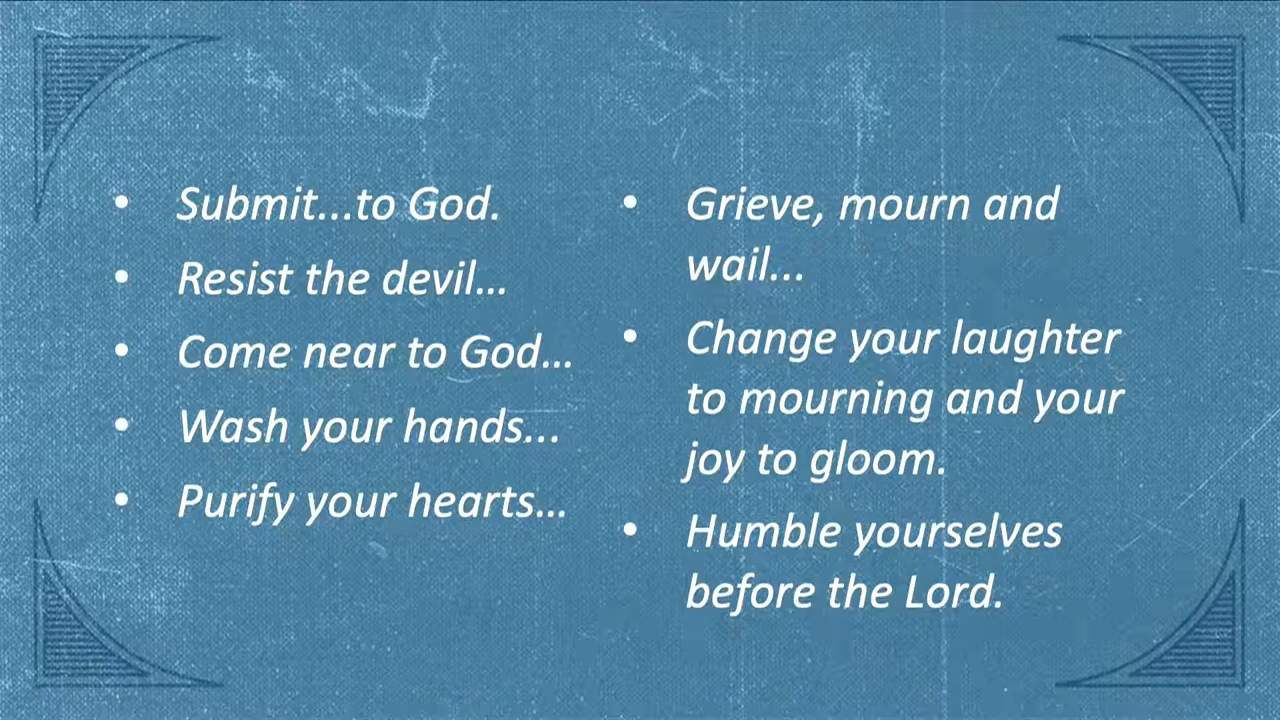 • Submit...to God.
• Resist the devil...
• Come near to God...
• Wash your hands...
• Purify your hearts...
• Grieve, mourn and
wail...
• Change your laughter
to mourning and your
joy to gloom.
• Humble yourselves
before the Lord.